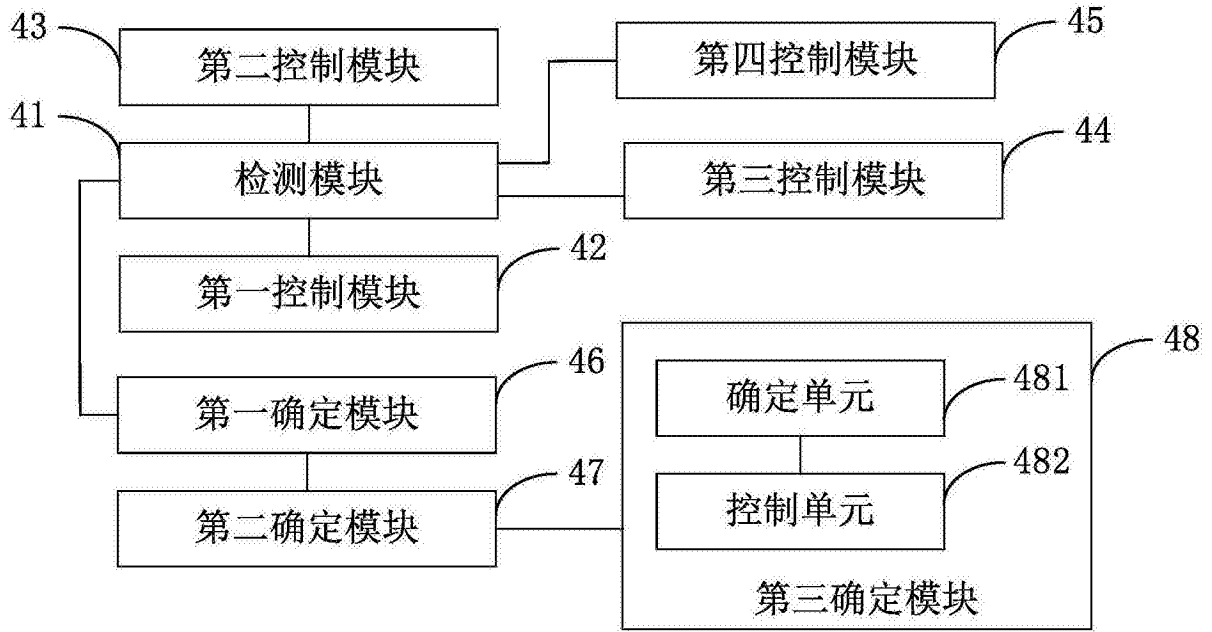 43
第二控制模块
第四控制模块
45
41
检测模块
第三控制模块
44
第一控制模块
42
第一确定模块
46
第二确定模块
47
48
确定单元
481
控制单元
482
第三确定模块